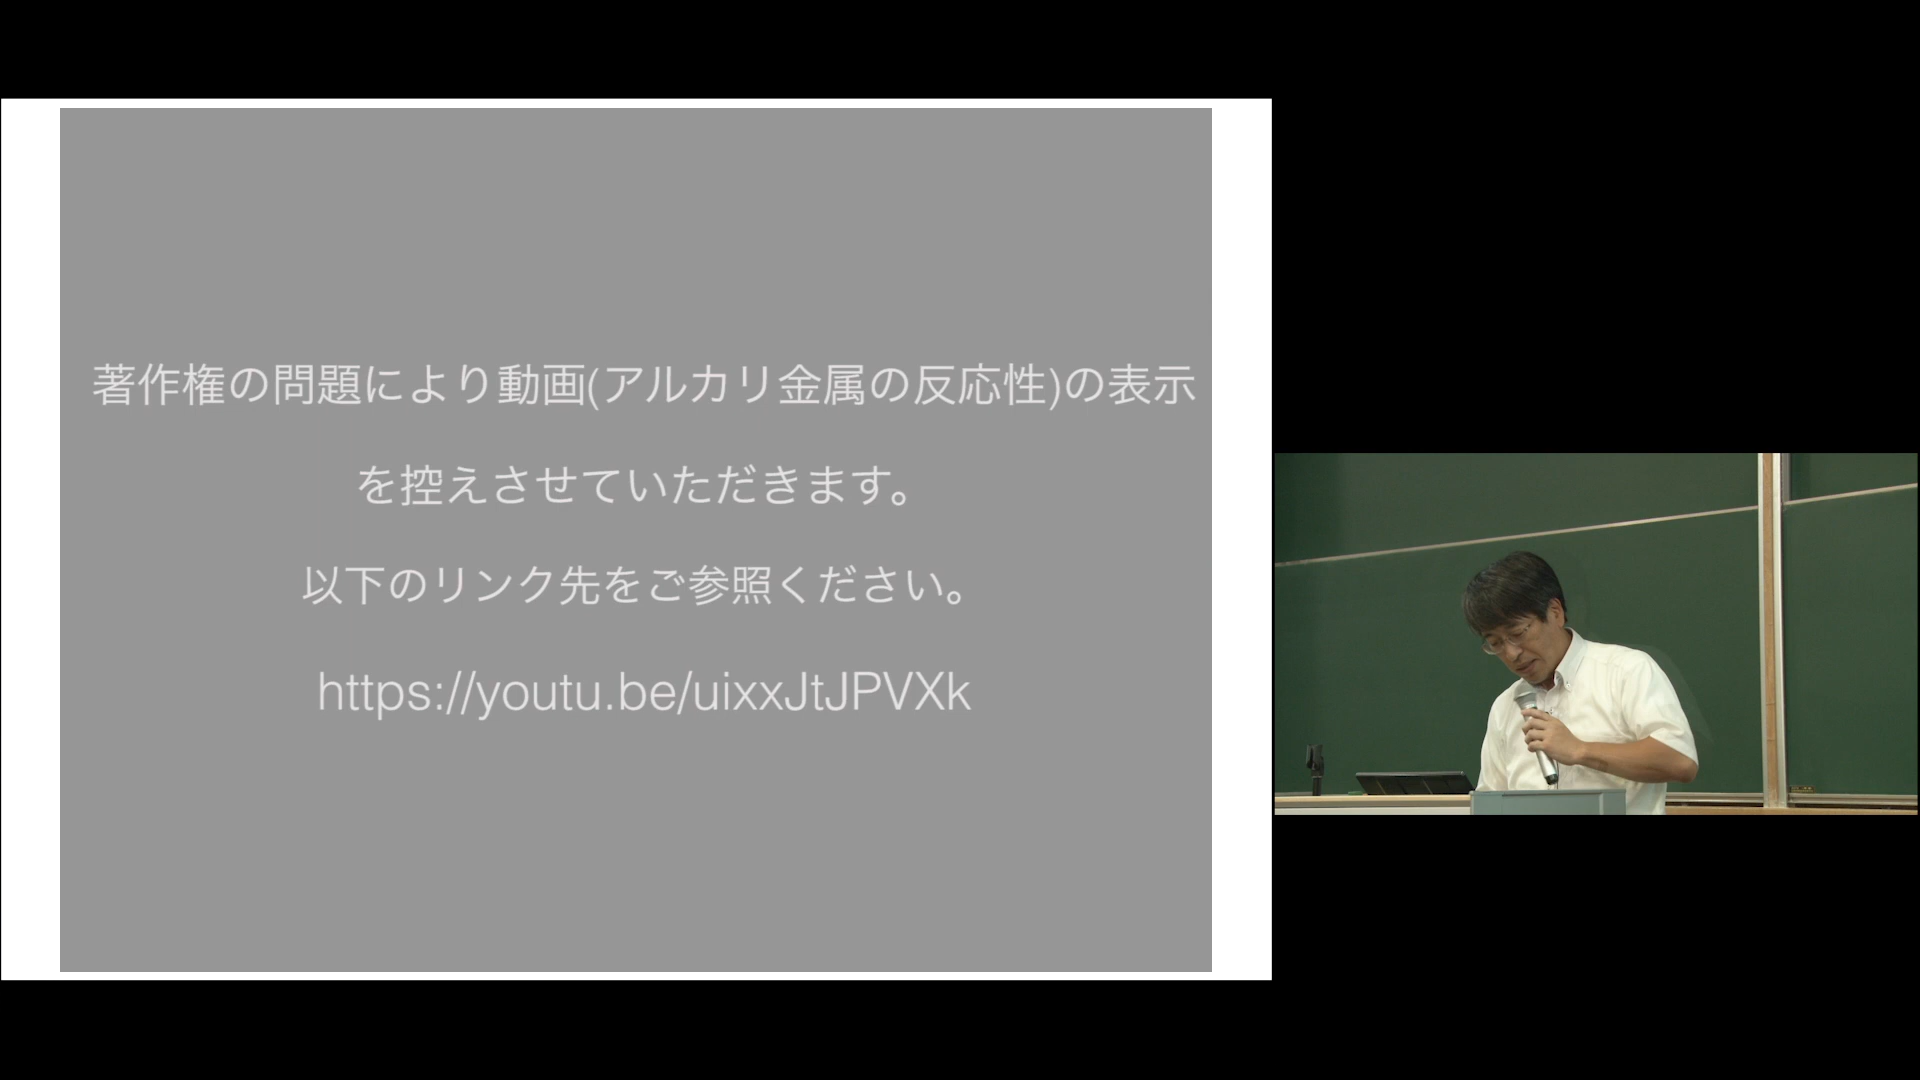 著作権の問題により動画(アルカリ金属の反応性)の表示
を控えさせていただきます。
以下のリンク先をご参照ください。
https://youtu.be/uixxJtJPVXk